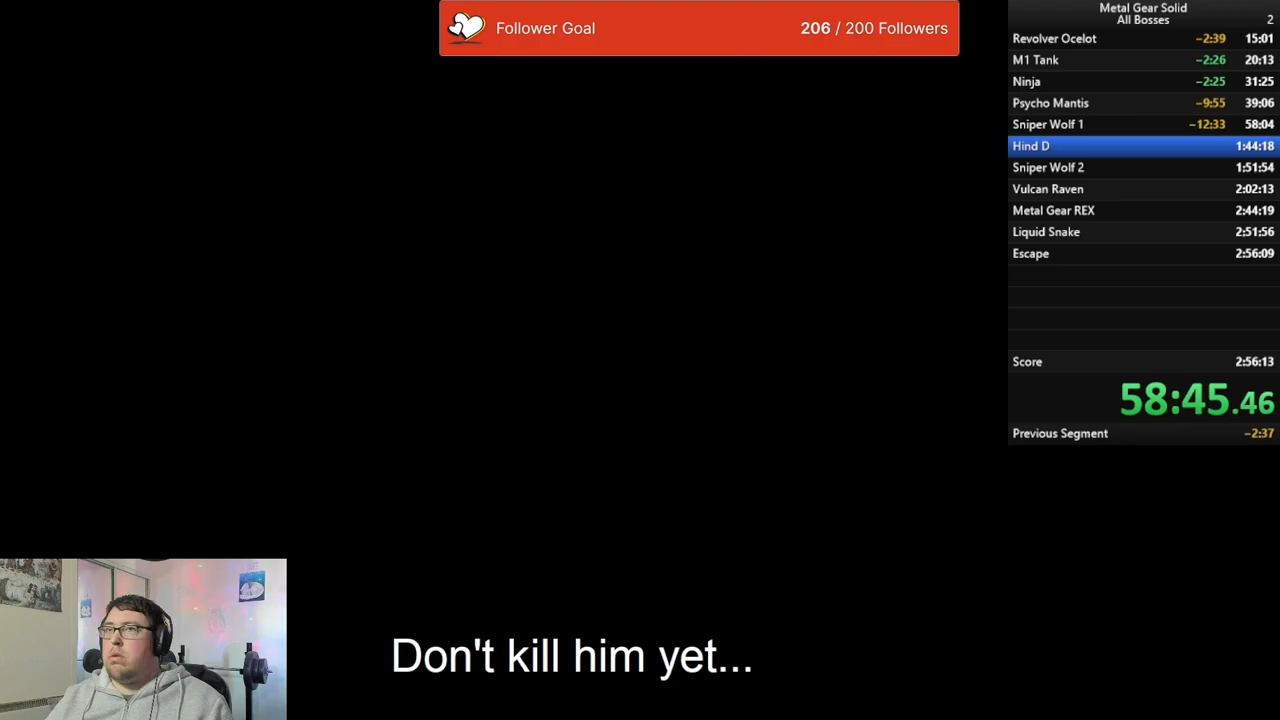 Follower Goal 206 / 200 Followers
Metal Gear Solid
All Bosses 2
Revolver Ocelot -2:39 15:01
M1 Tank -2:26 20:13
Ninja -2:25 31:25
Psycho Mantis -9:55 39:06
Sniper Wolf 1 -12:33 58:04
Hind D 1:44:18
Sniper Wolf 2 1:51:54
Vulcan Raven 2:02:13
Metal Gear REX 2:44:19
Liquid Snake 2:51:56
Escape 2:56:09
Score 2:56:13
58:45.46
Previous Segment -2:37
Don't kill him yet...